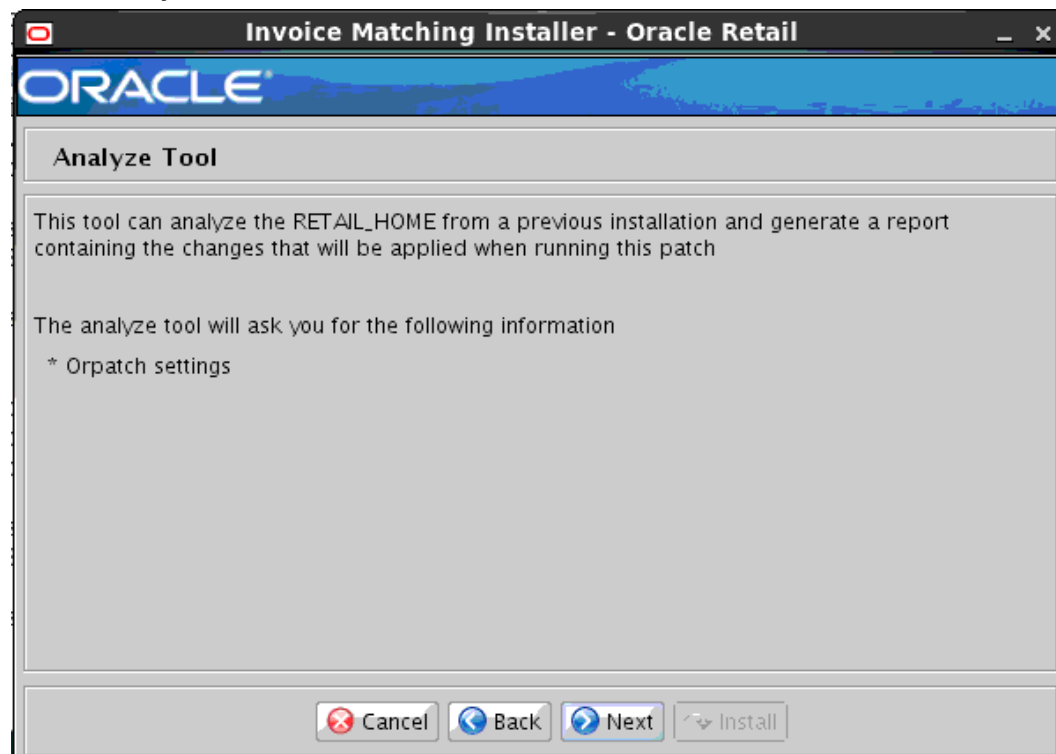 Invoice Matching Installer - Oracle Retail
ORACLE
Analyze Tool
This tool can analyze the RETAIL_HOME from a previous installation and generate a report
containing the changes that will be applied when running this patch
The analyze tool will ask you for the following information
* Orpatch settings
Cancel Back Next Install